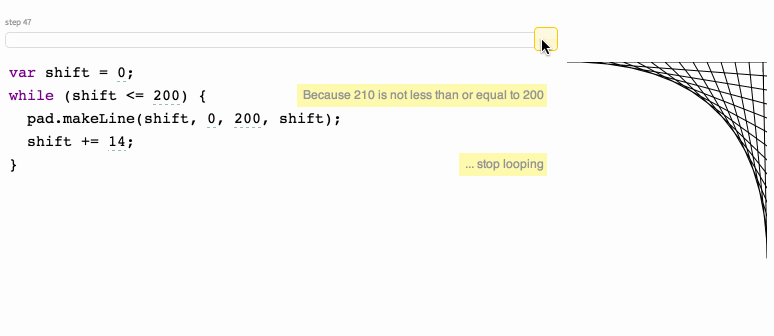 step 47
var shift = 0;
while (shift <= 200) {
Because 210 is not less than or equal to 200
pad.makeLine(shift, 0, 200, shift);
shift += 14;
}
... stop looping